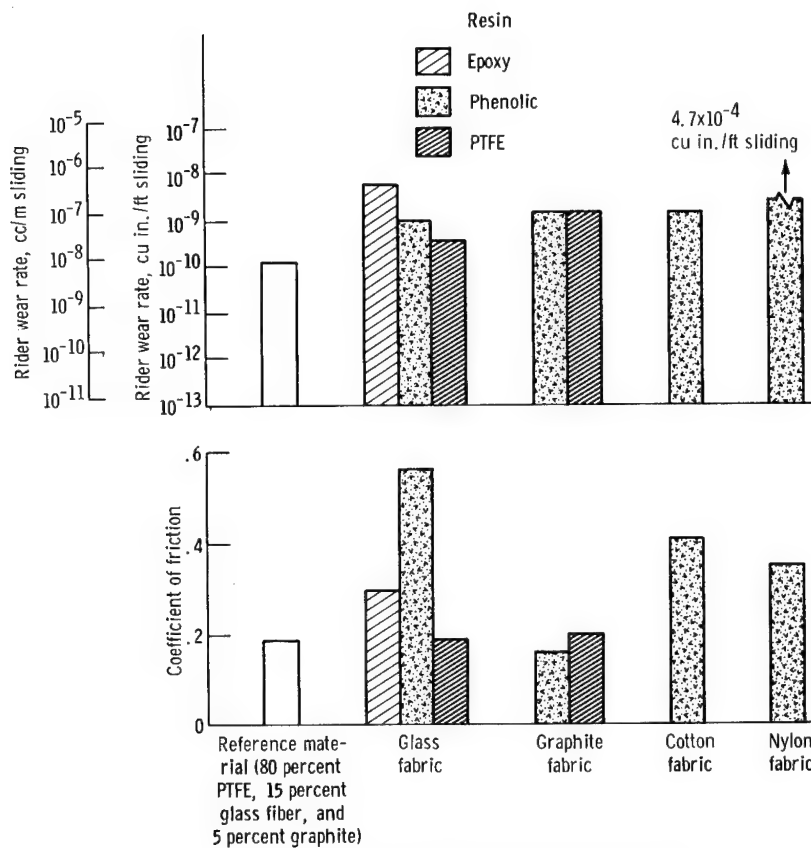 Resin
Epoxy
Phenolic
PTFE
4.7x10⁻⁴
cu in./ft sliding
Rider wear rate, cc/m sliding
10⁻⁵
10⁻⁶
10⁻⁷
10⁻⁸
10⁻⁹
10⁻¹⁰
10⁻¹¹
Rider wear rate, cu in./ft sliding
10⁻⁷
10⁻⁸
10⁻⁹
10⁻¹⁰
10⁻¹¹
10⁻¹²
10⁻¹³
Coefficient of friction
.6
.4
.2
0
Reference mate-
rial (80 percent
PTFE, 15 percent
glass fiber, and
5 percent graphite)
Glass
fabric
Graphite
fabric
Cotton
fabric
Nylon
fabric